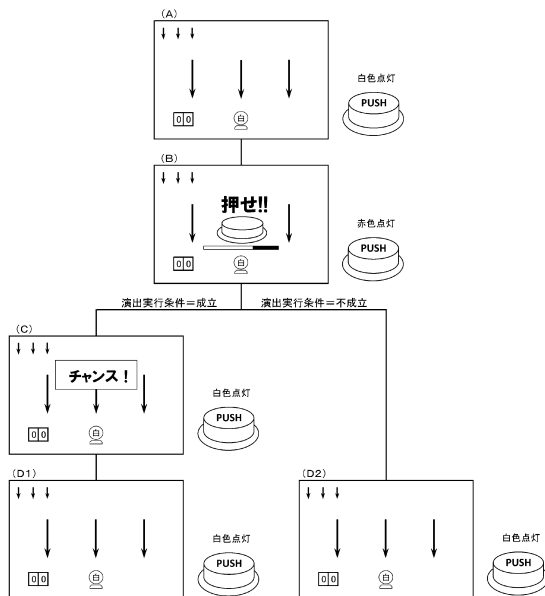 (A)
白色点灯
PUSH
00
白
(B)
押せ!!
赤色点灯
PUSH
00
白
演出実行条件=成立
演出実行条件=不成立
(C)
チャンス！
白色点灯
PUSH
00
白
(D1)
白色点灯
PUSH
00
白
(D2)
白色点灯
PUSH
00
白